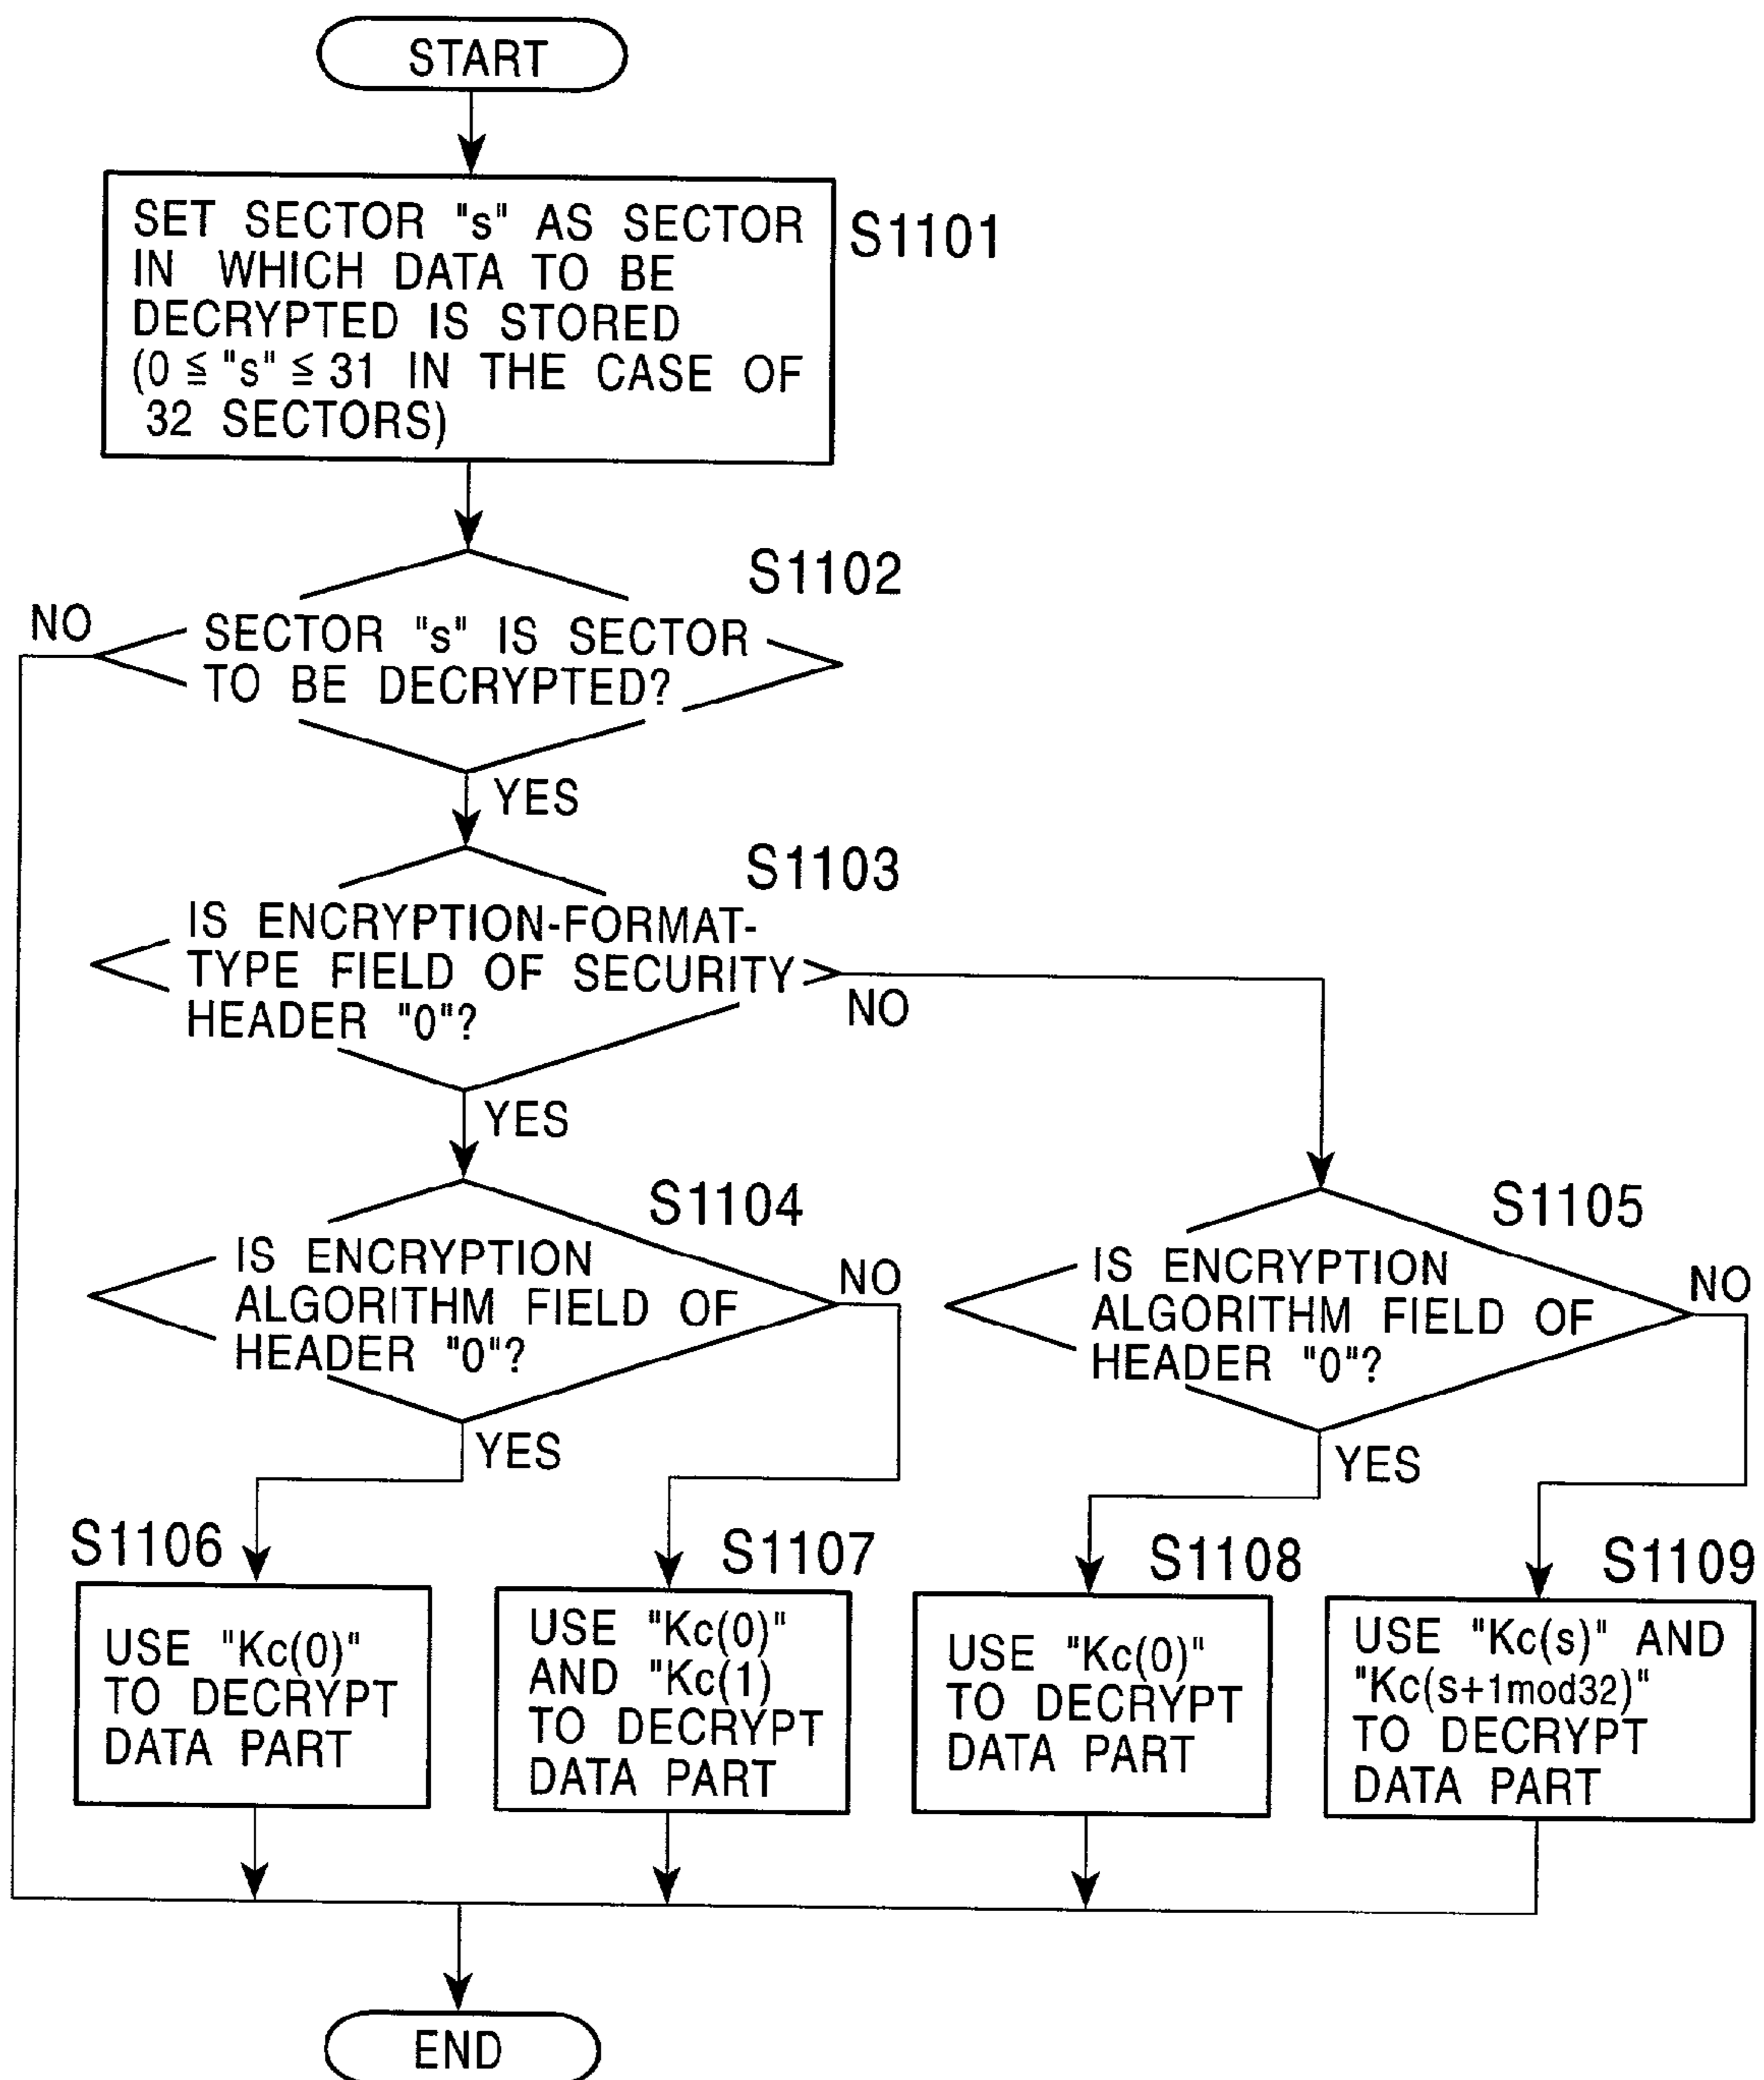 START
SET SECTOR "s" AS SECTOR
IN WHICH DATA TO BE
DECRYPTED IS STORED
(0 ≦ "s" ≦ 31 IN THE CASE OF
32 SECTORS)
S1101
S1102
NO
SECTOR "s" IS SECTOR
TO BE DECRYPTED?
YES
S1103
IS ENCRYPTION-FORMAT-
TYPE FIELD OF SECURITY
HEADER "0"?
NO
YES
S1104
IS ENCRYPTION
ALGORITHM FIELD OF
HEADER "0"?
NO
YES
S1105
IS ENCRYPTION
ALGORITHM FIELD OF
HEADER "0"?
NO
YES
S1106
USE "Kc(0)"
TO DECRYPT
DATA PART
S1107
USE "Kc(0)"
AND "Kc(1)
TO DECRYPT
DATA PART
S1108
USE "Kc(0)"
TO DECRYPT
DATA PART
S1109
USE "Kc(s)" AND
"Kc(s+1mod32)"
TO DECRYPT
DATA PART
END